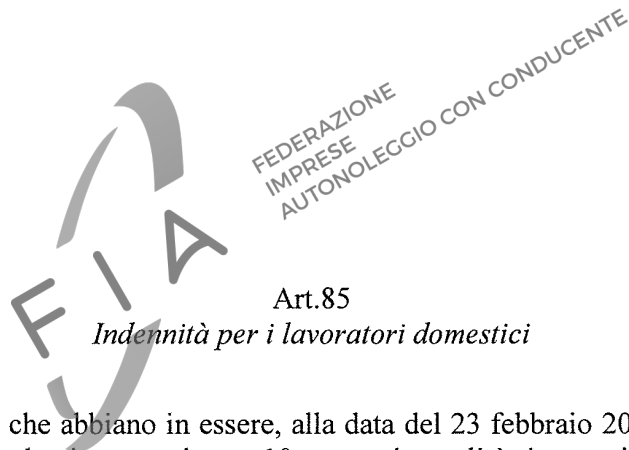 FEDERAZIONE
IMPRESE
AUTONOLEGGIO CON CONDUCENTE
FIA
Art.85
Indennità per i lavoratori domestici
che abbiano in essere, alla data del 23 febbraio 20